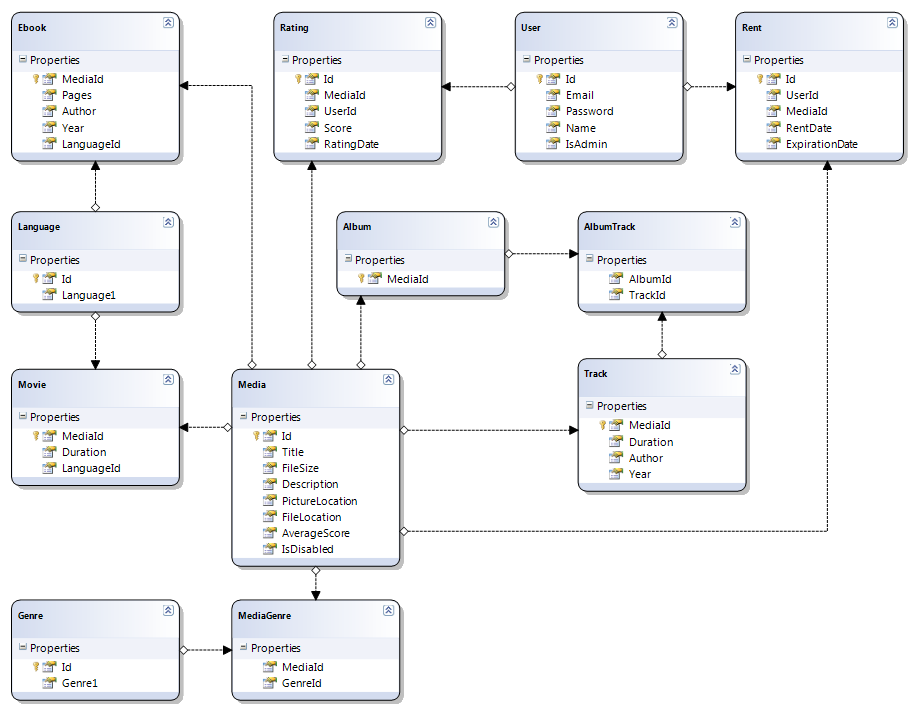 Ebook
Properties
MediaId
Pages
Author
Year
LanguageId
Rating
Properties
Id
MediaId
UserId
Score
RatingDate
User
Properties
Id
Email
Password
Name
IsAdmin
Rent
Properties
Id
UserId
MediaId
RentDate
ExpirationDate
Language
Properties
Id
Language1
Album
Properties
MediaId
AlbumTrack
Properties
AlbumId
TrackId
Movie
Properties
MediaId
Duration
LanguageId
Media
Properties
Id
Title
FileSize
Description
PictureLocation
FileLocation
AverageScore
IsDisabled
Track
Properties
MediaId
Duration
Author
Year
Genre
Properties
Id
Genre1
MediaGenre
Properties
MediaId
GenreId